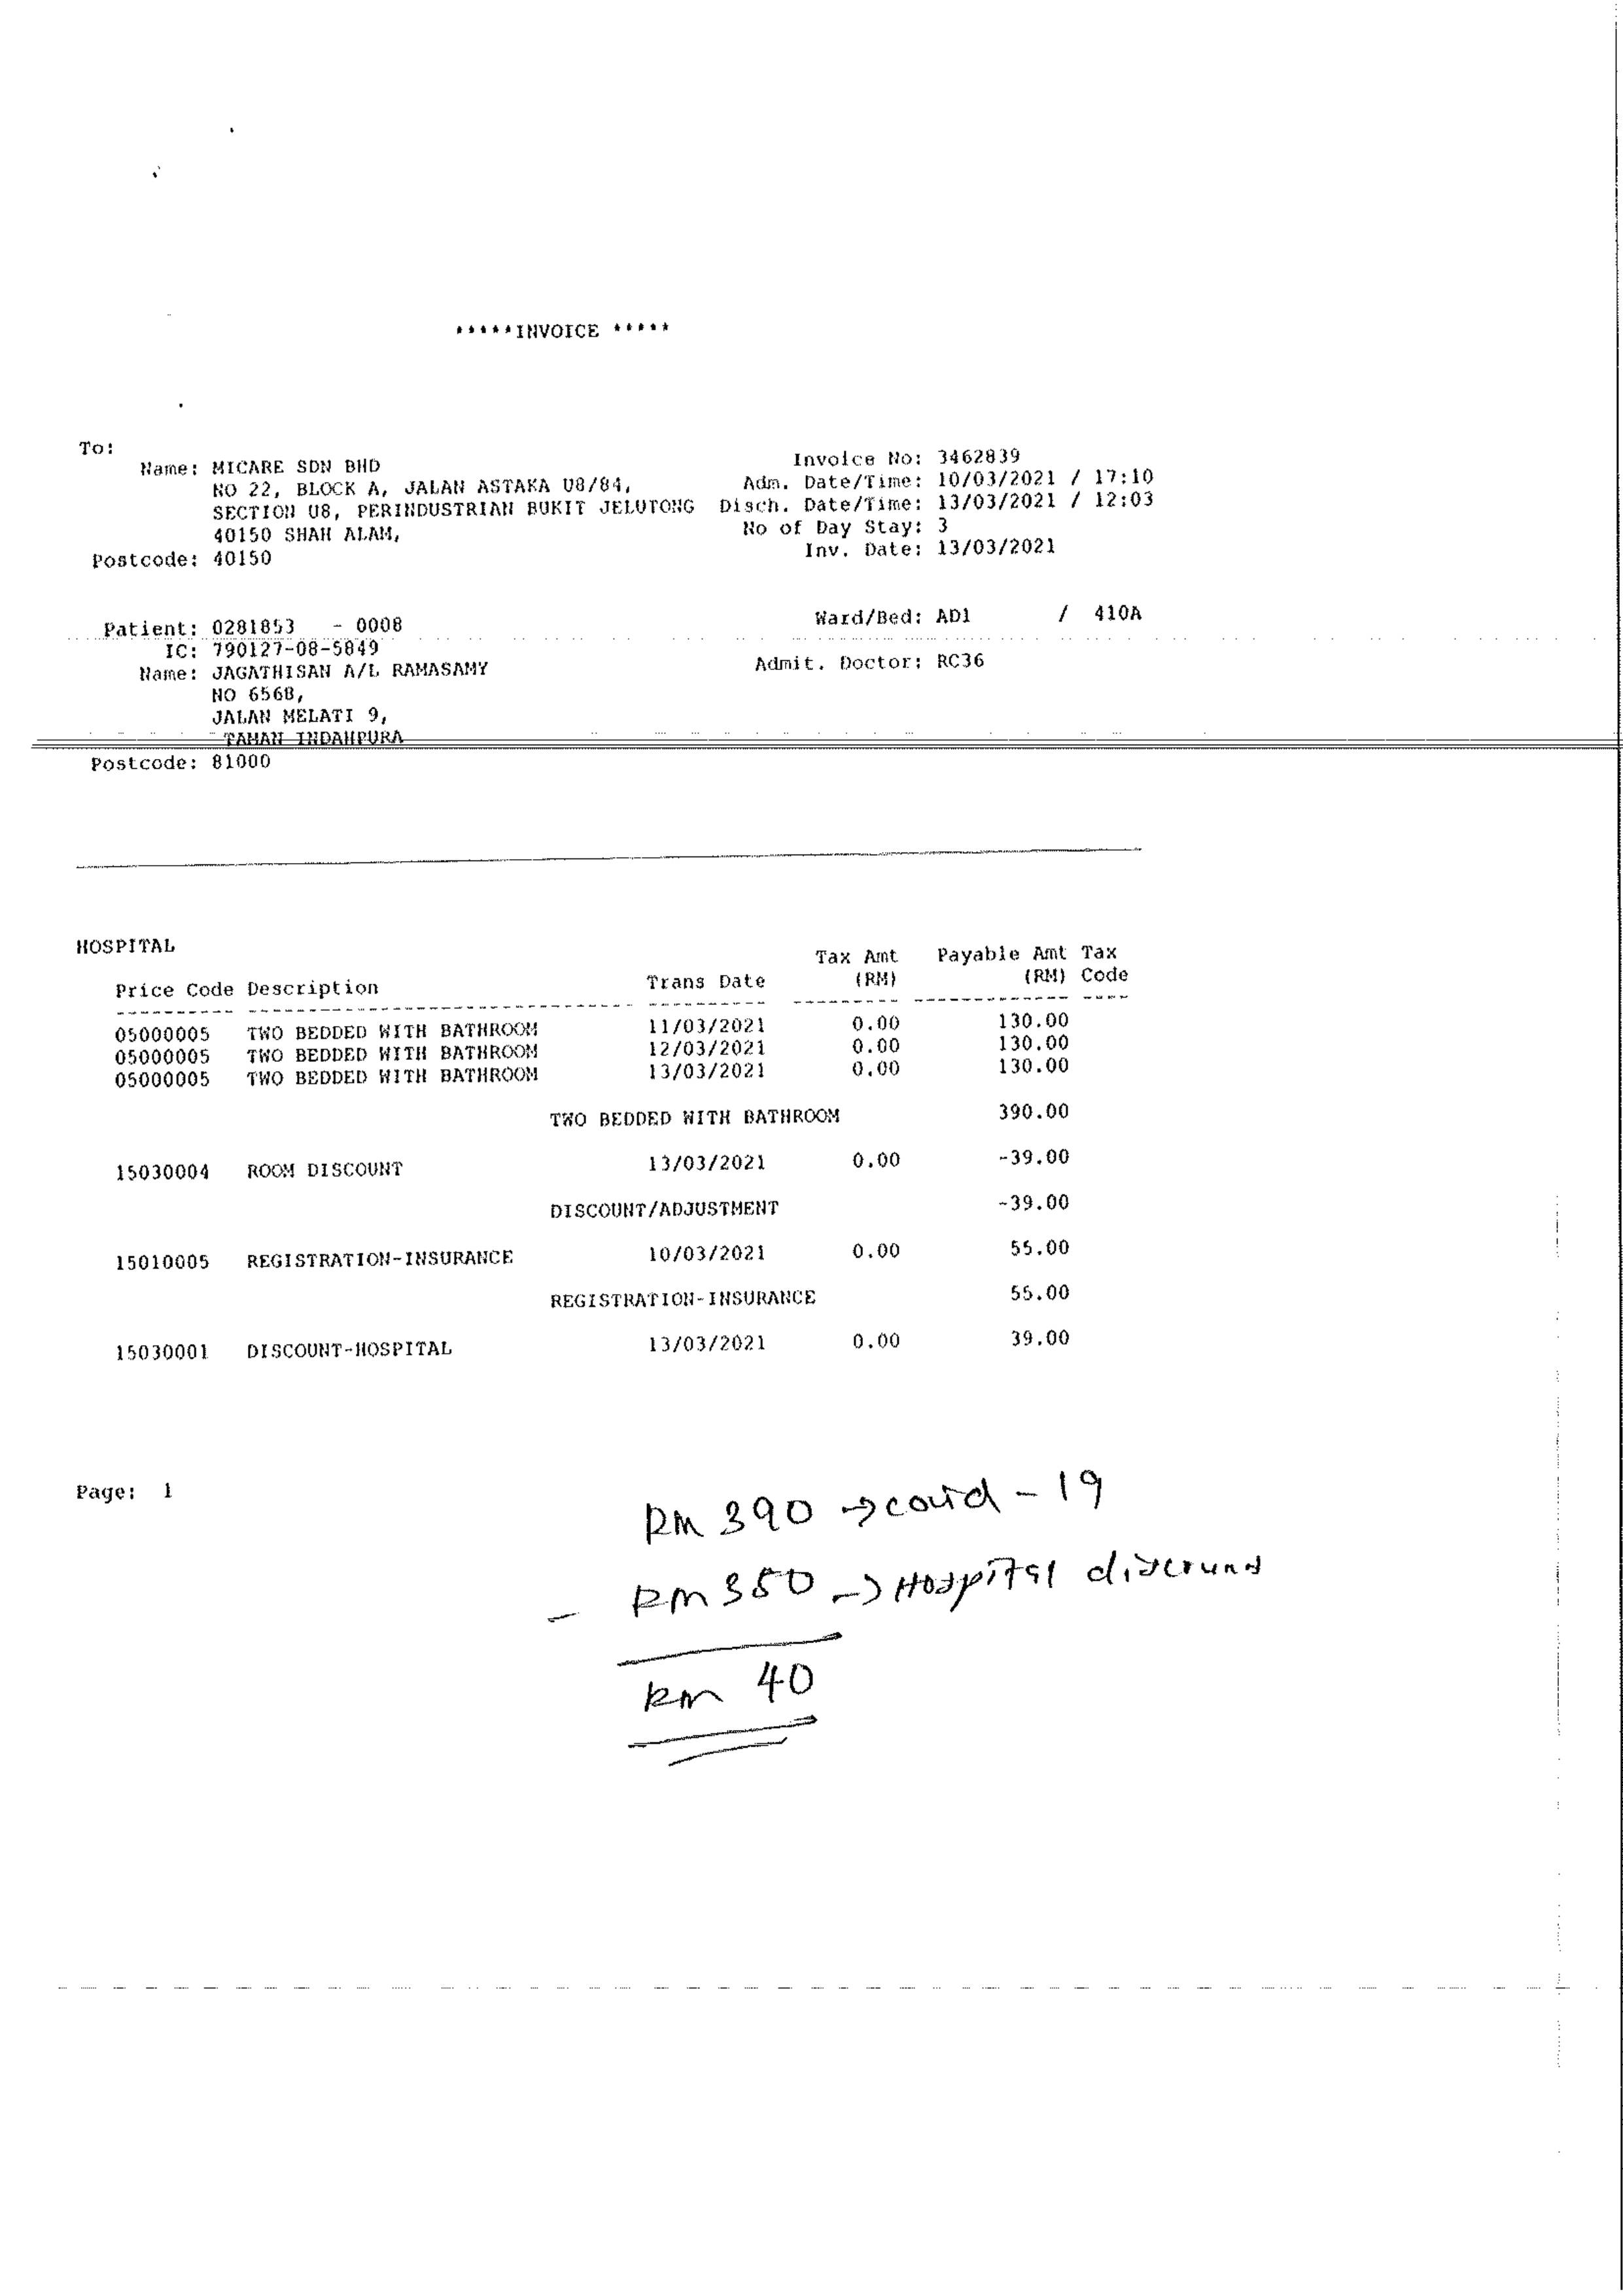 *****INVOICE *****
To:
Name: MICARE SDN BHD
NO 22, BLOCK A, JALAN ASTAKA U8/84,
SECTION U8, PERINDUSTRIAN BUKIT JELUTONG
40150 SHAH ALAM,
Postcode: 40150
Invoice No: 3462839
Adm. Date/Time: 10/03/2021 / 17:10
Disch. Date/Time: 13/03/2021 / 12:03
No of Day Stay: 3
Inv. Date: 13/03/2021
Patient: 0281853 - 0008
IC: 790127-08-5849
Name: JAGATHISAN A/L RAMASAMY
NO 6568,
JALAN MELATI 9,
TAMAN INDAHPURA
Postcode: 81000
Ward/Bed: AD1 / 410A
Admit. Doctor: RC36
HOSPITAL
Tax Amt Payable Amt Tax
Price Code Description Trans Date (RM) (RM) Code
05000005 TWO BEDDED WITH BATHROOM 11/03/2021 0.00 130.00
05000005 TWO BEDDED WITH BATHROOM 12/03/2021 0.00 130.00
05000005 TWO BEDDED WITH BATHROOM 13/03/2021 0.00 130.00
TWO BEDDED WITH BATHROOM 390.00
15030004 ROOM DISCOUNT 13/03/2021 0.00 -39.00
DISCOUNT/ADJUSTMENT -39.00
15010005 REGISTRATION-INSURANCE 10/03/2021 0.00 55.00
REGISTRATION-INSURANCE 55.00
15030001 DISCOUNT-HOSPITAL 13/03/2021 0.00 39.00
Page: 1
RM 390 → covid - 19
- RM 350 → Hospital discount
RM 40